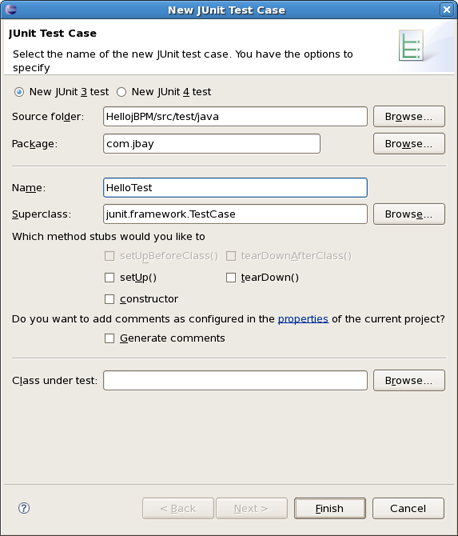 New JUnit Test Case
JUnit Test Case
Select the name of the new JUnit test case. You have the options to
specify
New JUnit 3 test New JUnit 4 test
Source folder: HellojBPM/src/test/java Browse...
Package: com.jbay Browse...
Name: HelloTest
Superclass: junit.framework.TestCase Browse...
Which method stubs would you like to
setUpBeforeClass() tearDownAfterClass()
setUp() tearDown()
constructor
Do you want to add comments as configured in the properties of the current project?
Generate comments
Class under test: Browse...
? < Back Next > Finish Cancel